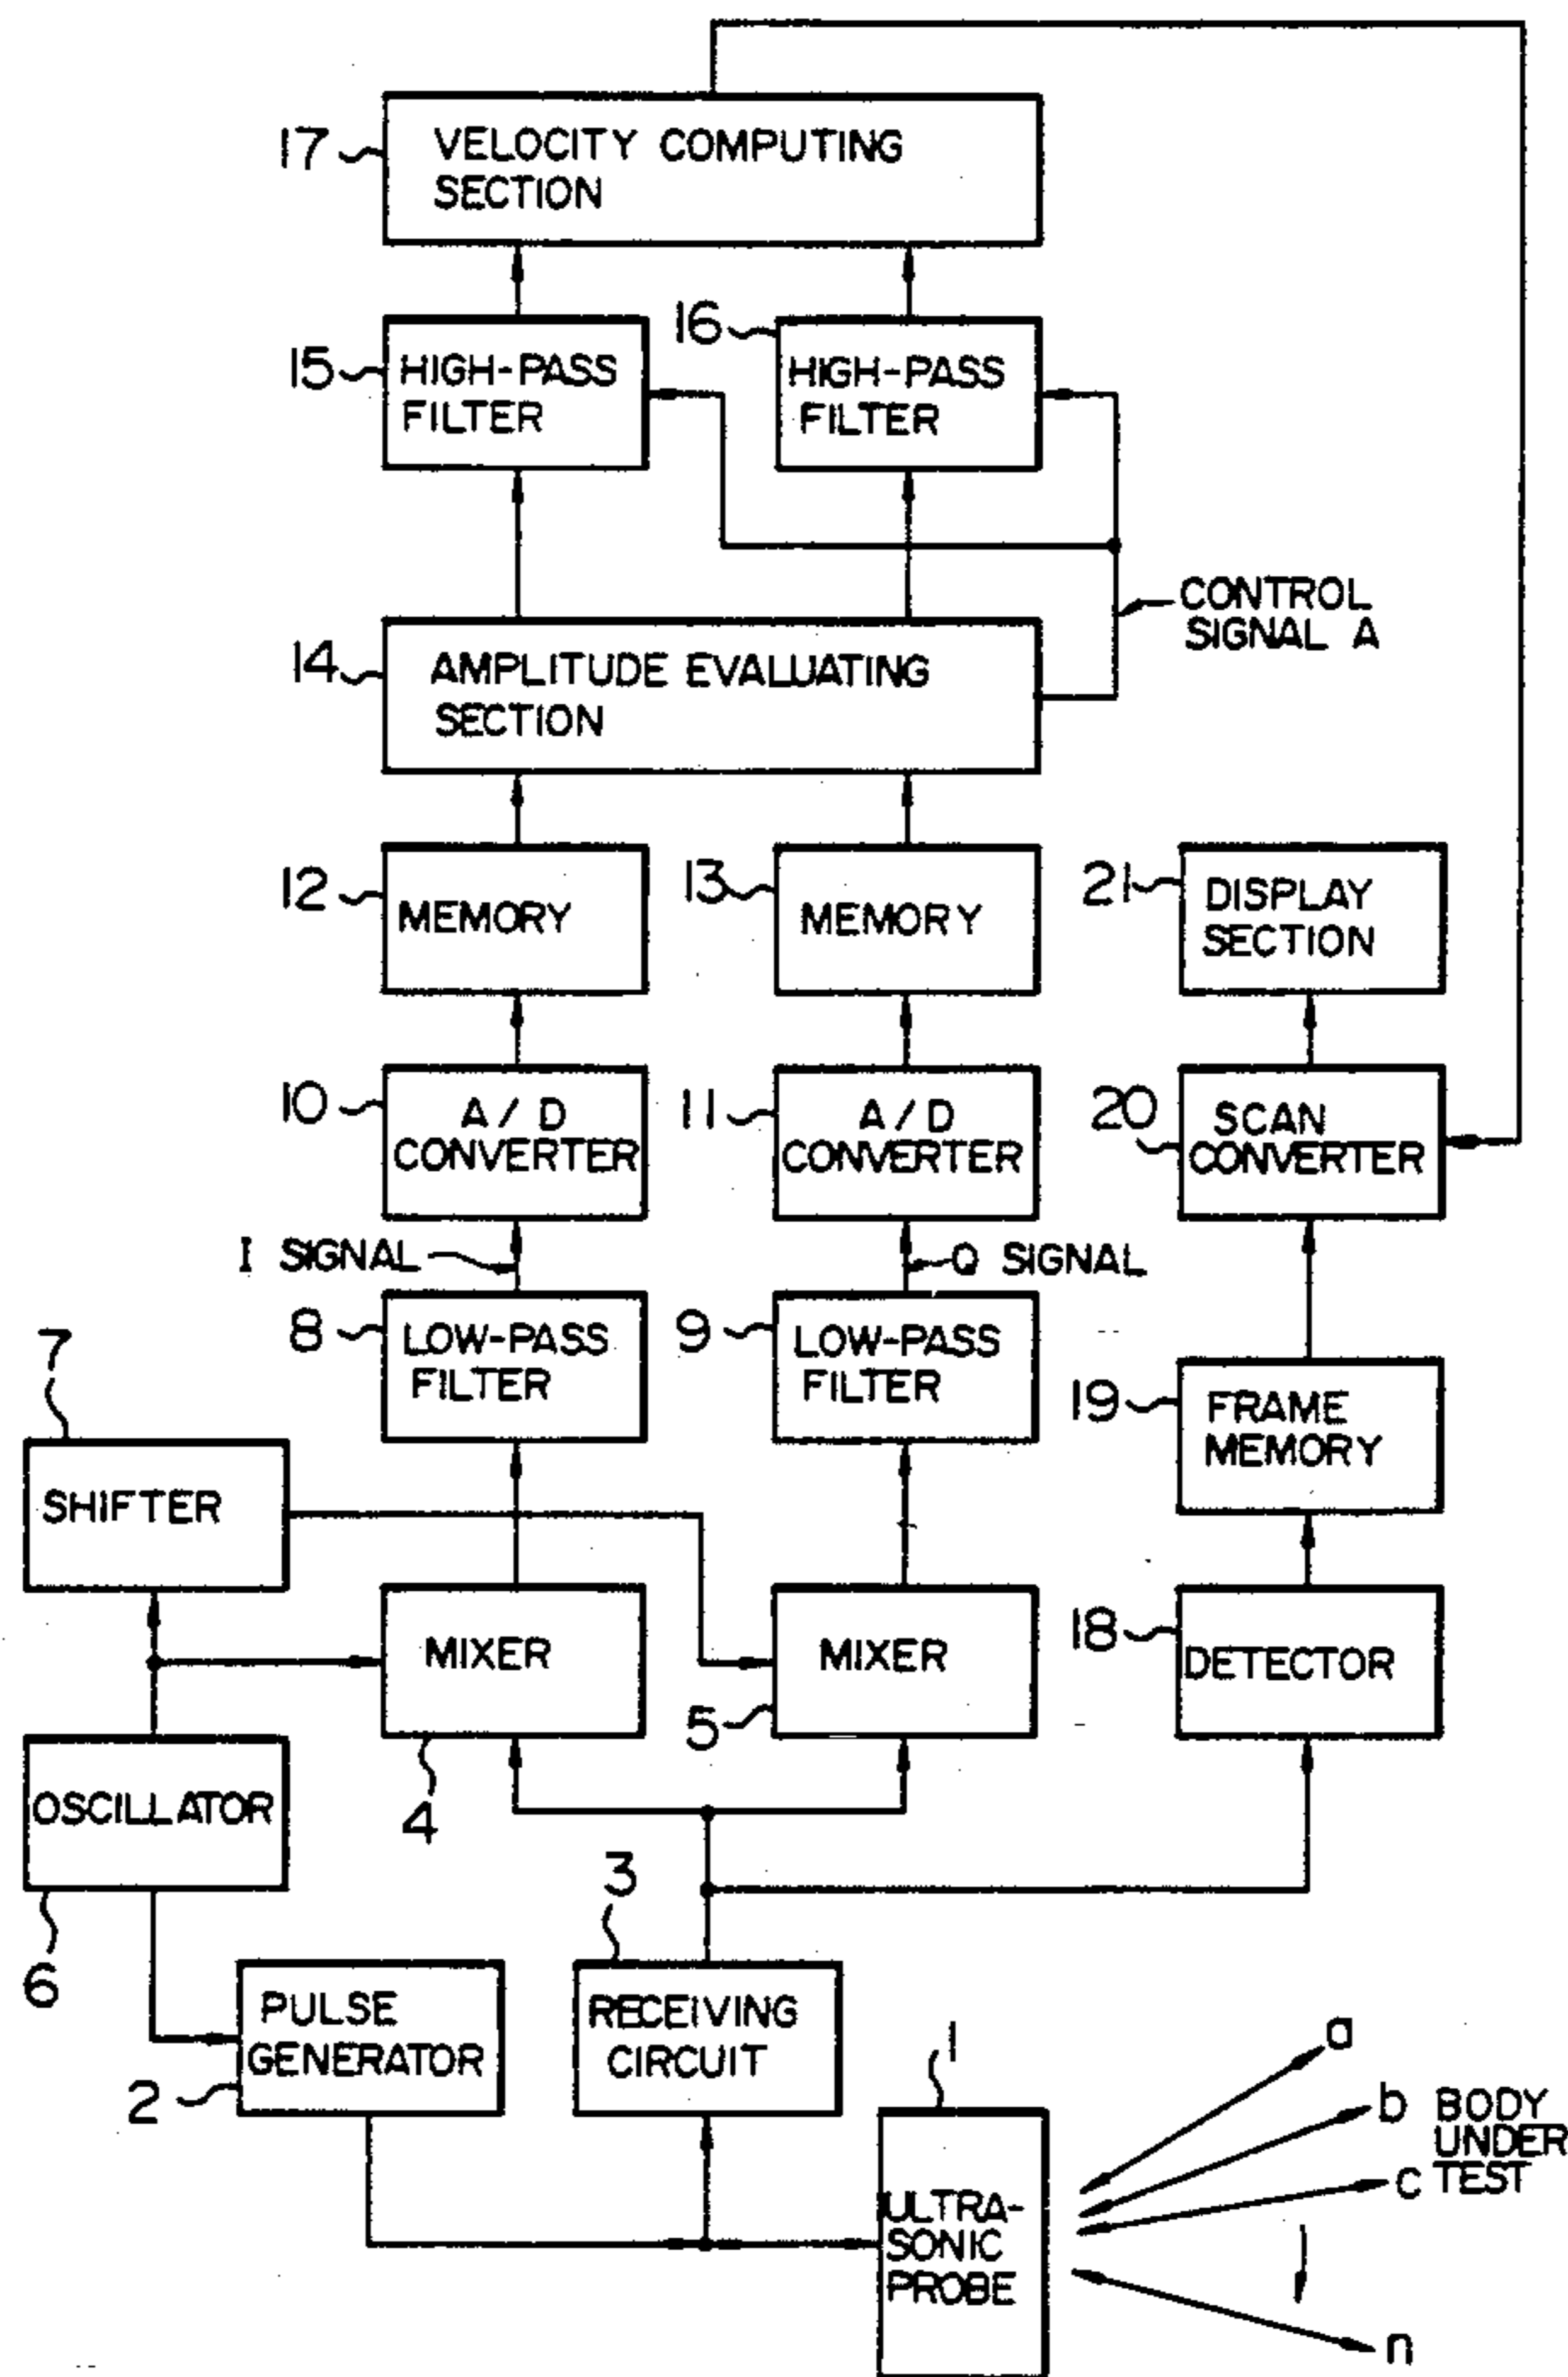 17
VELOCITY COMPUTING
SECTION
15
HIGH-PASS
FILTER
16
HIGH-PASS
FILTER
CONTROL
SIGNAL A
14
AMPLITUDE EVALUATING
SECTION
12
MEMORY
13
MEMORY
21
DISPLAY
SECTION
10
A/D
CONVERTER
11
A/D
CONVERTER
20
SCAN
CONVERTER
I SIGNAL
Q SIGNAL
8
LOW-PASS
FILTER
9
LOW-PASS
FILTER
19
FRAME
MEMORY
7
SHIFTER
MIXER
4
MIXER
5
18
DETECTOR
OSCILLATOR
6
PULSE
GENERATOR
2
3
RECEIVING
CIRCUIT
1
ULTRA-
SONIC
PROBE
a
b
c
n
BODY
UNDER
TEST